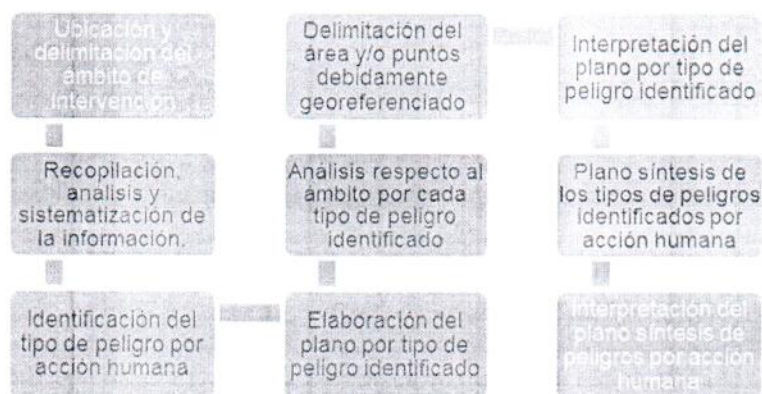 Ubicación y
delimitación del
ámbito de
intervención
Recopilación,
analisis y
sistematización de
la información.
Identificación del
tipo de peligro por
acción humana
Elaboración del
plano por tipo de
peligro identificado
Análisis respecto al
ámbito por cada
tipo de peligro
identificado
Delimitación del
área y/o puntos
debidamente
georeferenciado
Interpretación del
plano por tipo de
peligro identificado
Plano síntesis de
los tipos de peligros
identificados por
acción humana
Interpretación del
plano síntesis de
peligros por acción
humana